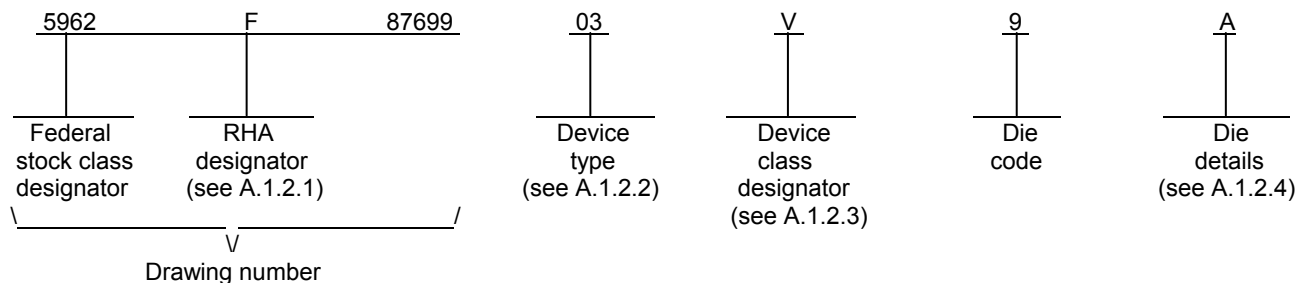 5962 F 87699 03 V 9 A
Federal stock class designator
RHA designator (see A.1.2.1)
Device type (see A.1.2.2)
Device class designator (see A.1.2.3)
Die code
Die details (see A.1.2.4)
Drawing number